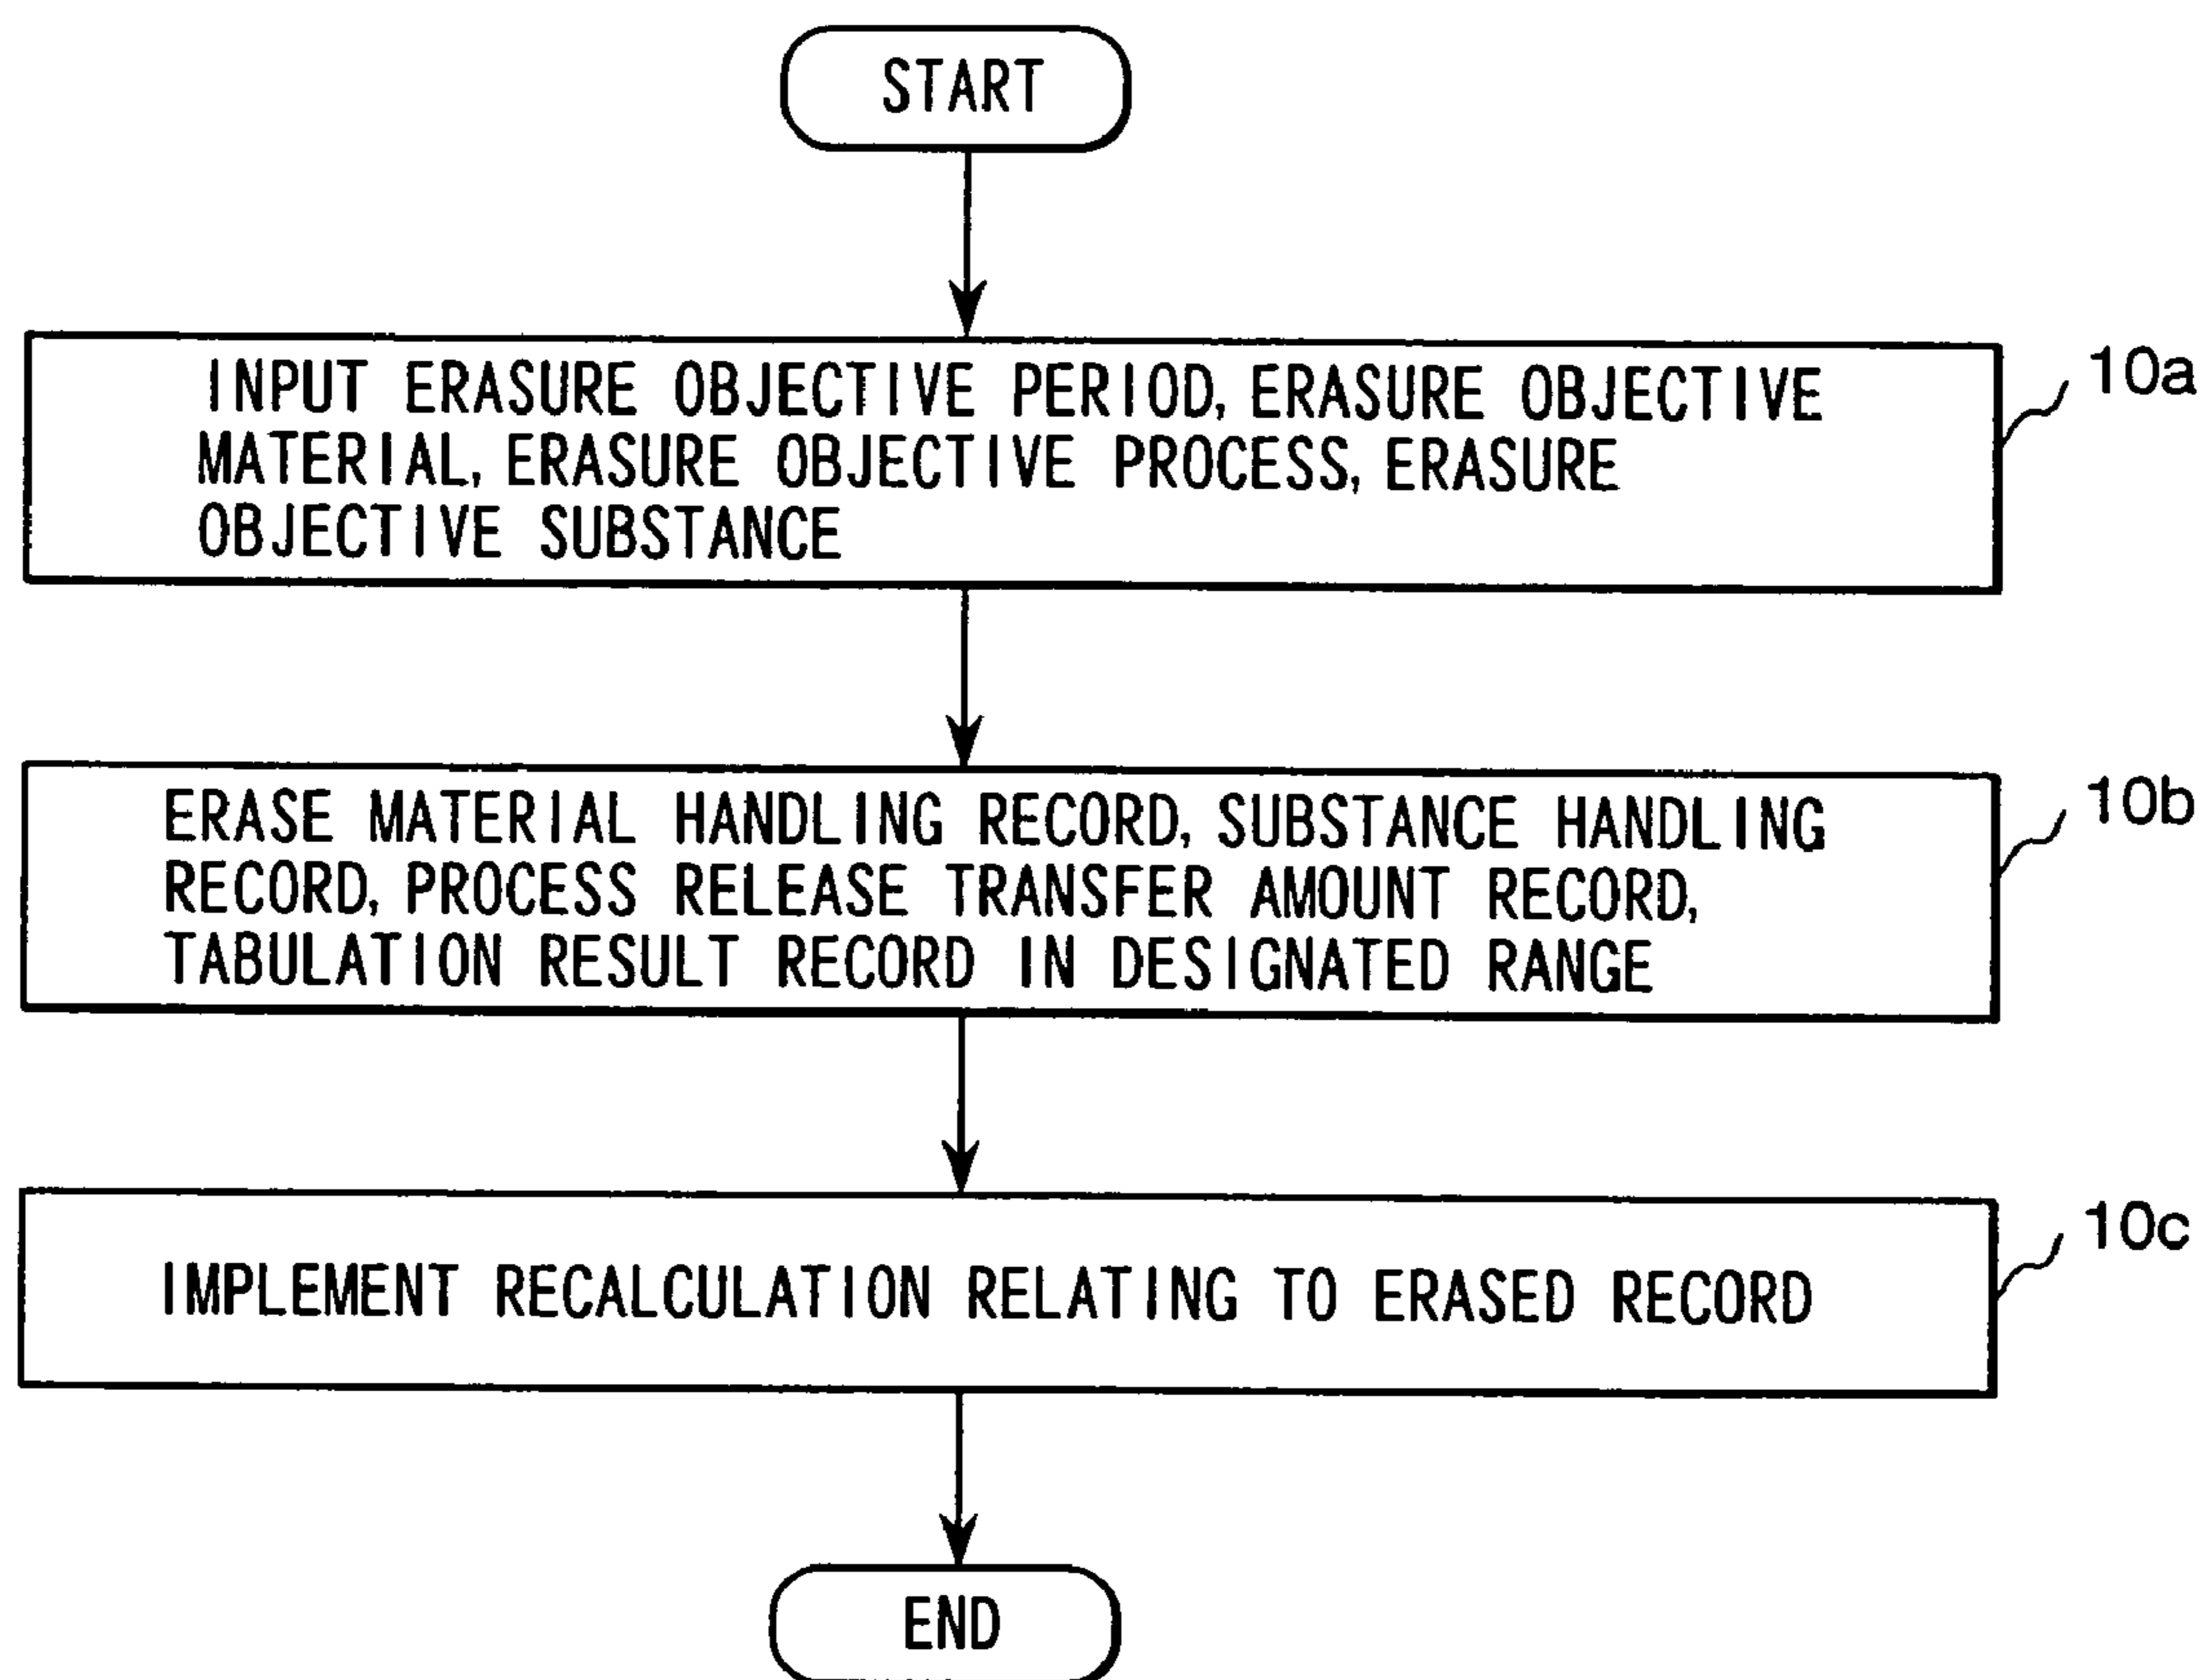 START
INPUT ERASURE OBJECTIVE PERIOD, ERASURE OBJECTIVE
MATERIAL, ERASURE OBJECTIVE PROCESS, ERASURE
OBJECTIVE SUBSTANCE
10a
ERASE MATERIAL HANDLING RECORD, SUBSTANCE HANDLING
RECORD, PROCESS RELEASE TRANSFER AMOUNT RECORD,
TABULATION RESULT RECORD IN DESIGNATED RANGE
10b
IMPLEMENT RECALCULATION RELATING TO ERASED RECORD
10c
END